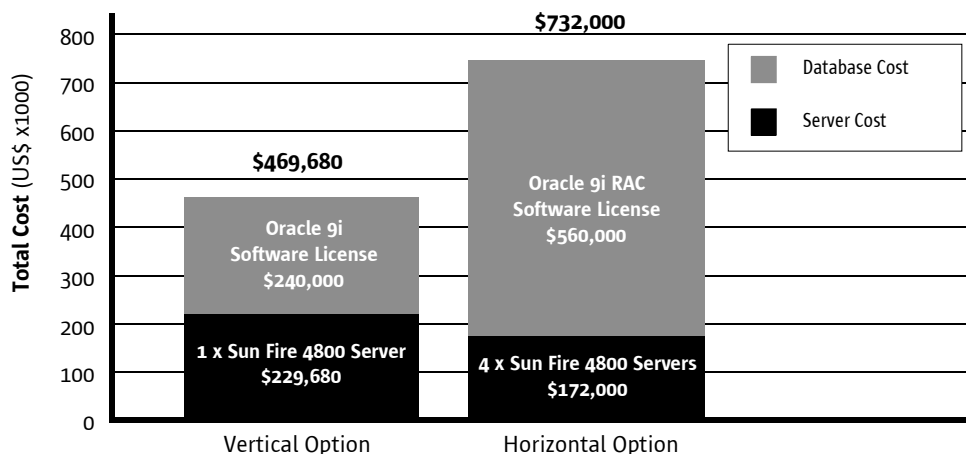 $732,000
800
700
600
500
400
300
200
100
0
Total Cost (US$ x1000)
Database Cost
Server Cost
$469,680
Oracle 9i
Software License
$240,000
1 x Sun Fire 4800 Server
$229,680
Oracle 9i RAC
Software License
$560,000
4 x Sun Fire 4800 Servers
$172,000
Vertical Option
Horizontal Option